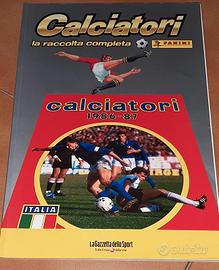 Calciatori
la raccolta completa PANINI
calciatori
1986-87
ITALIA
La Gazzetta dello Sport
subito